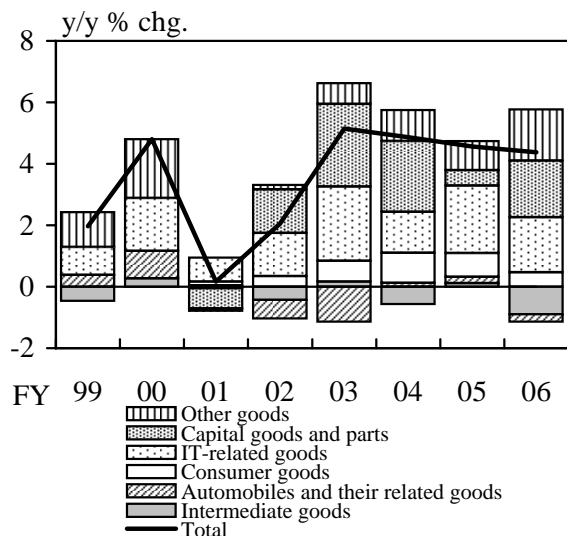 y/y % chg.
8
6
4
2
0
-2
FY 99 00 01 02 03 04 05 06
Other goods
Capital goods and parts
IT-related goods
Consumer goods
Automobiles and their related goods
Intermediate goods
Total